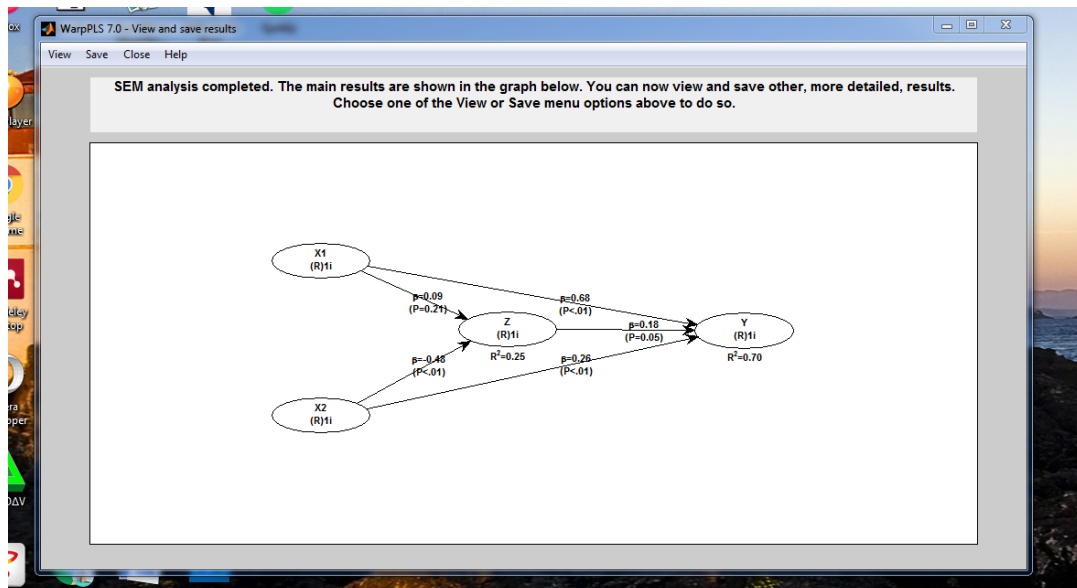 WarpPLS 7.0 - View and save results
View Save Close Help
SEM analysis completed. The main results are shown in the graph below. You can now view and save other, more detailed, results.
Choose one of the View or Save menu options above to do so.
X1
(R)1i
β=0.09
(P=0.21)
β=0.68
(P<.01)
Z
(R)1i
R²=0.25
β=0.18
(P=0.05)
Y
(R)1i
R²=0.70
β=-0.48
(P<.01)
β=0.26
(P<.01)
X2
(R)1i